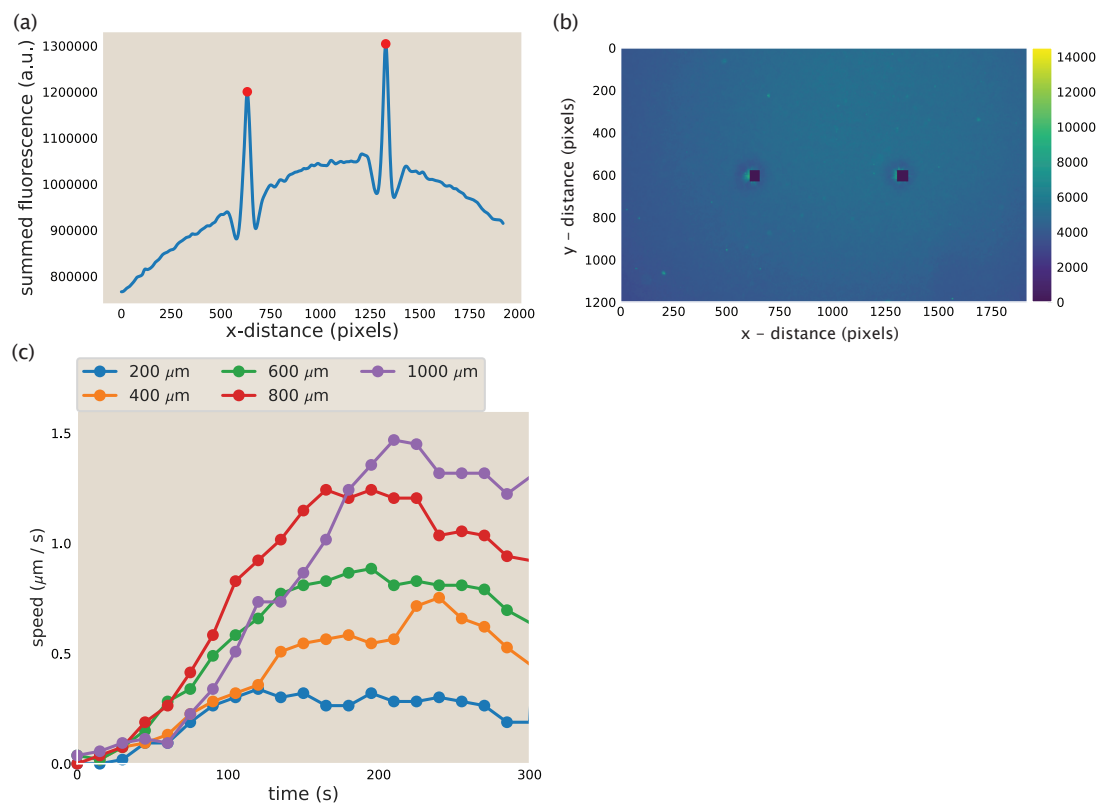 (a)
summed fluorescence (a.u.)
1300000
1200000
1100000
1000000
900000
800000
0 250 500 750 1000 1250 1500 1750 2000
x-distance (pixels)
(b)
y – distance (pixels)
0
200
400
600
800
1000
1200
0 250 500 750 1000 1250 1500 1750
x – distance (pixels)
14000
12000
10000
8000
6000
4000
2000
0
(c)
200 μm 600 μm 1000 μm
400 μm 800 μm
speed (μm / s)
1.5
1.0
0.5
0.0
0 100 200 300
time (s)